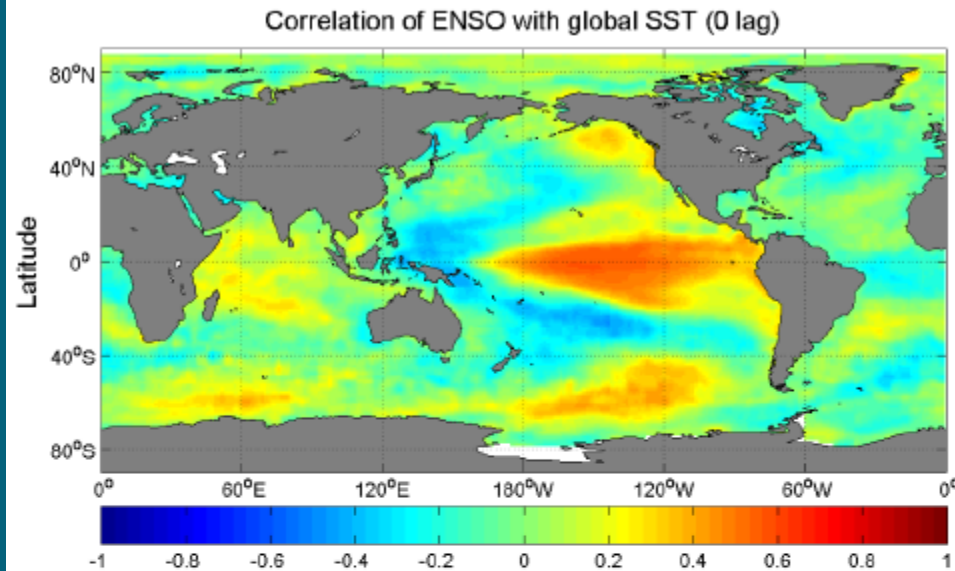 Correlation of ENSO with global SST (0 lag)
80°N
40°N
0°
40°S
80°S
Latitude
0° 60°E 120°E 180°W 120°W 60°W 0°
-1 -0.8 -0.6 -0.4 -0.2 0 0.2 0.4 0.6 0.8 1